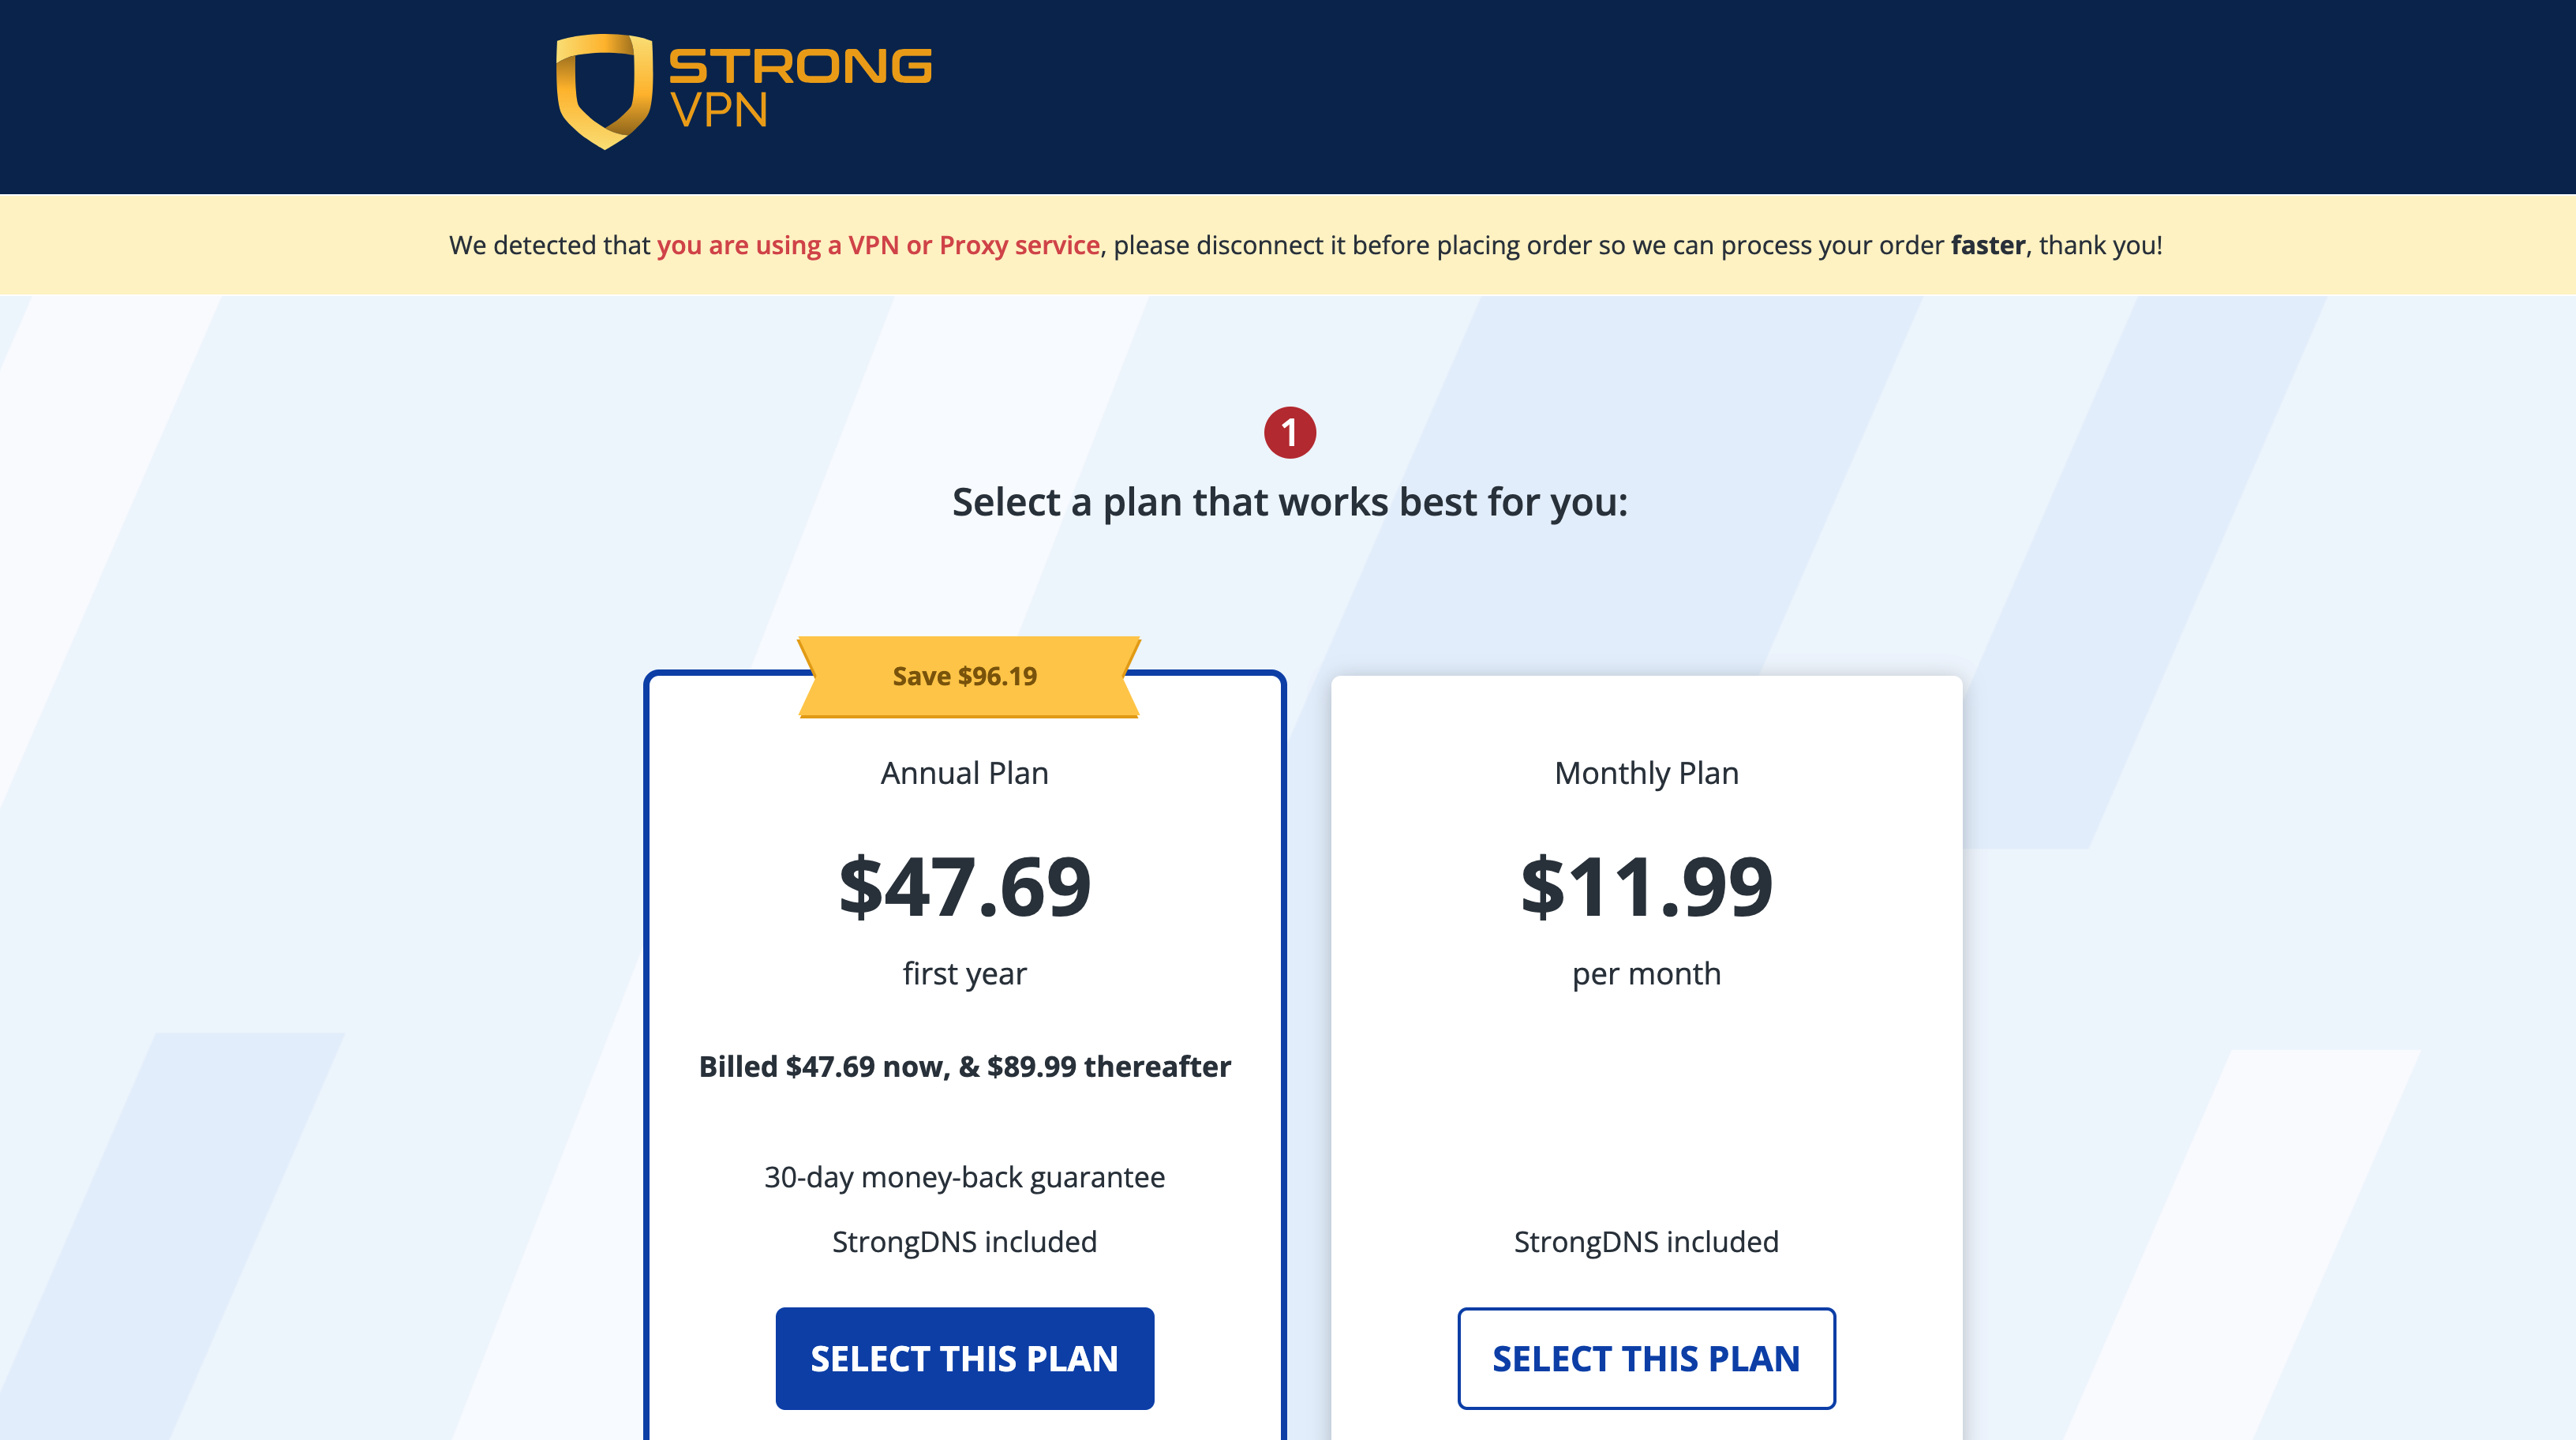 STRONG
VPN
We detected that you are using a VPN or Proxy service, please disconnect it before placing order so we can process your order faster, thank you!
1
Select a plan that works best for you:
Save $96.19
Annual Plan
$47.69
first year
Billed $47.69 now, & $89.99 thereafter
30-day money-back guarantee
StrongDNS included
SELECT THIS PLAN
Monthly Plan
$11.99
per month
StrongDNS included
SELECT THIS PLAN